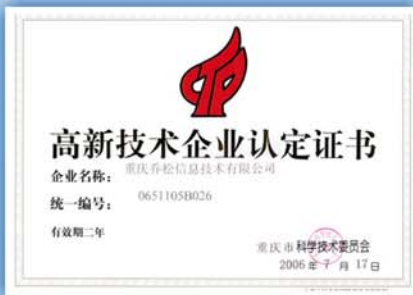 高新技术企业认定证书
企业名称：重庆乔松信息技术有限公司
统一编号：0651105B026
有效期二年
重庆市科学技术委员会
2006年7月17日